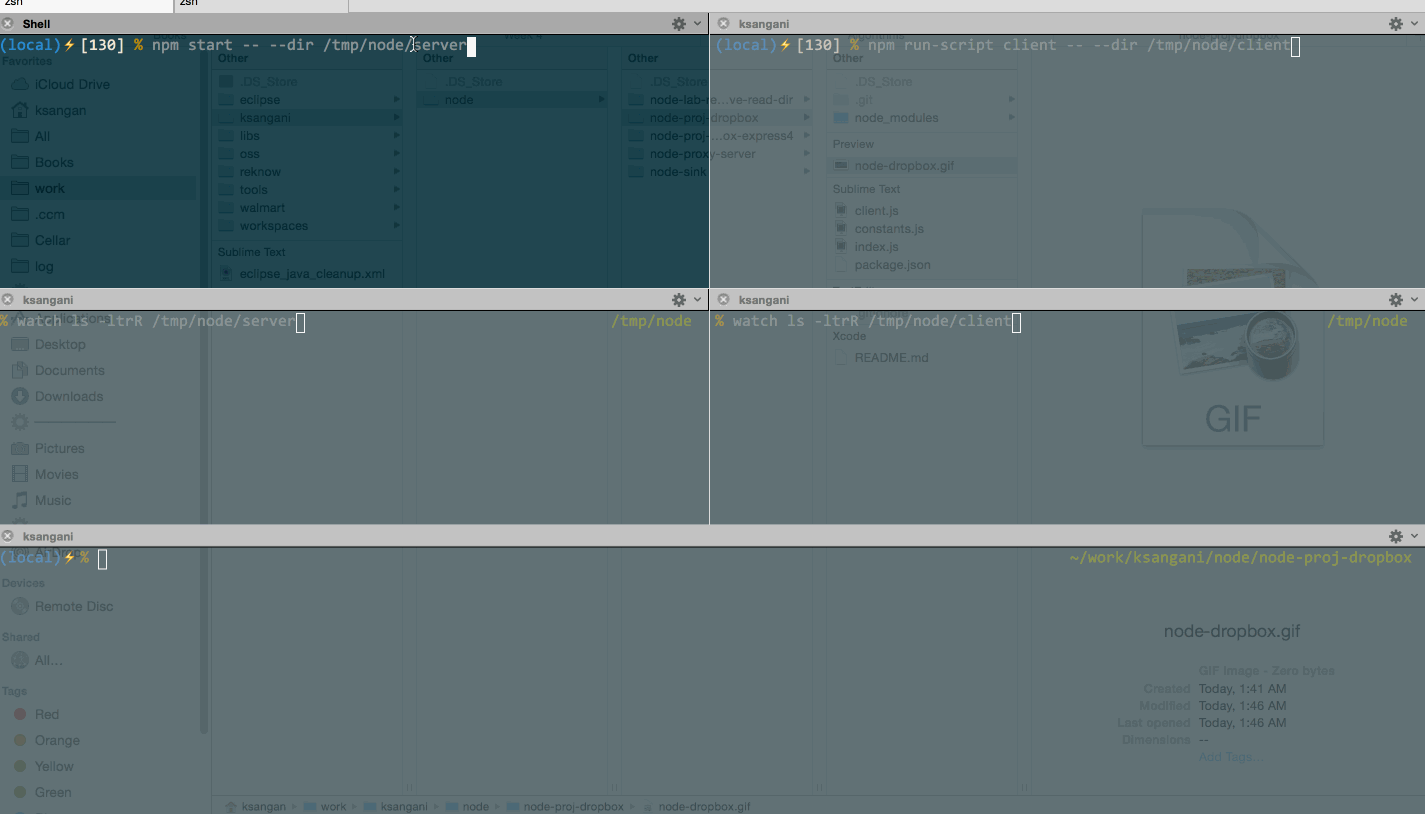 zsh
zsh
Shell
(local)⚡[130] % npm start -- --dir /tmp/node/server
Favorites
iCloud Drive
ksangani
All
Books
work
.ccm
Cellar
log
Other
.DS_Store
eclipse
ksangani
libs
oss
reknow
tools
walmart
workspaces
Sublime Text
eclipse_java_cleanup.xml
Other
.DS_Store
node
Other
.DS_Store
node-lab-re...ve-read-dir
node-proj-dropbox
node-proj-...ox-express4
node-proxy-server
node-sink
ksangani
(local)⚡[130] % npm run-script client -- --dir /tmp/node/client
Other
.DS_Store
.git
node_modules
Preview
node-dropbox.gif
Sublime Text
client.js
constants.js
index.js
package.json
ksangani
% watch ls -ltrR /tmp/node/server
/tmp/node
Applications
Desktop
Documents
Downloads
Pictures
Movies
Music
ksangani
% watch ls -ltrR /tmp/node/client
/tmp/node
Xcode
README.md
GIF
ksangani
(local)⚡%
~/work/ksangani/node/node-proj-dropbox
Devices
Remote Disc
Shared
All...
Tags
Red
Orange
Yellow
Green
node-dropbox.gif
GIF image - Zero bytes
Created Today, 1:41 AM
Modified Today, 1:46 AM
Last opened Today, 1:46 AM
Dimensions --
Add Tags...
ksangan ▸ work ▸ ksangani ▸ node ▸ node-proj-dropbox ▸ node-dropbox.gif